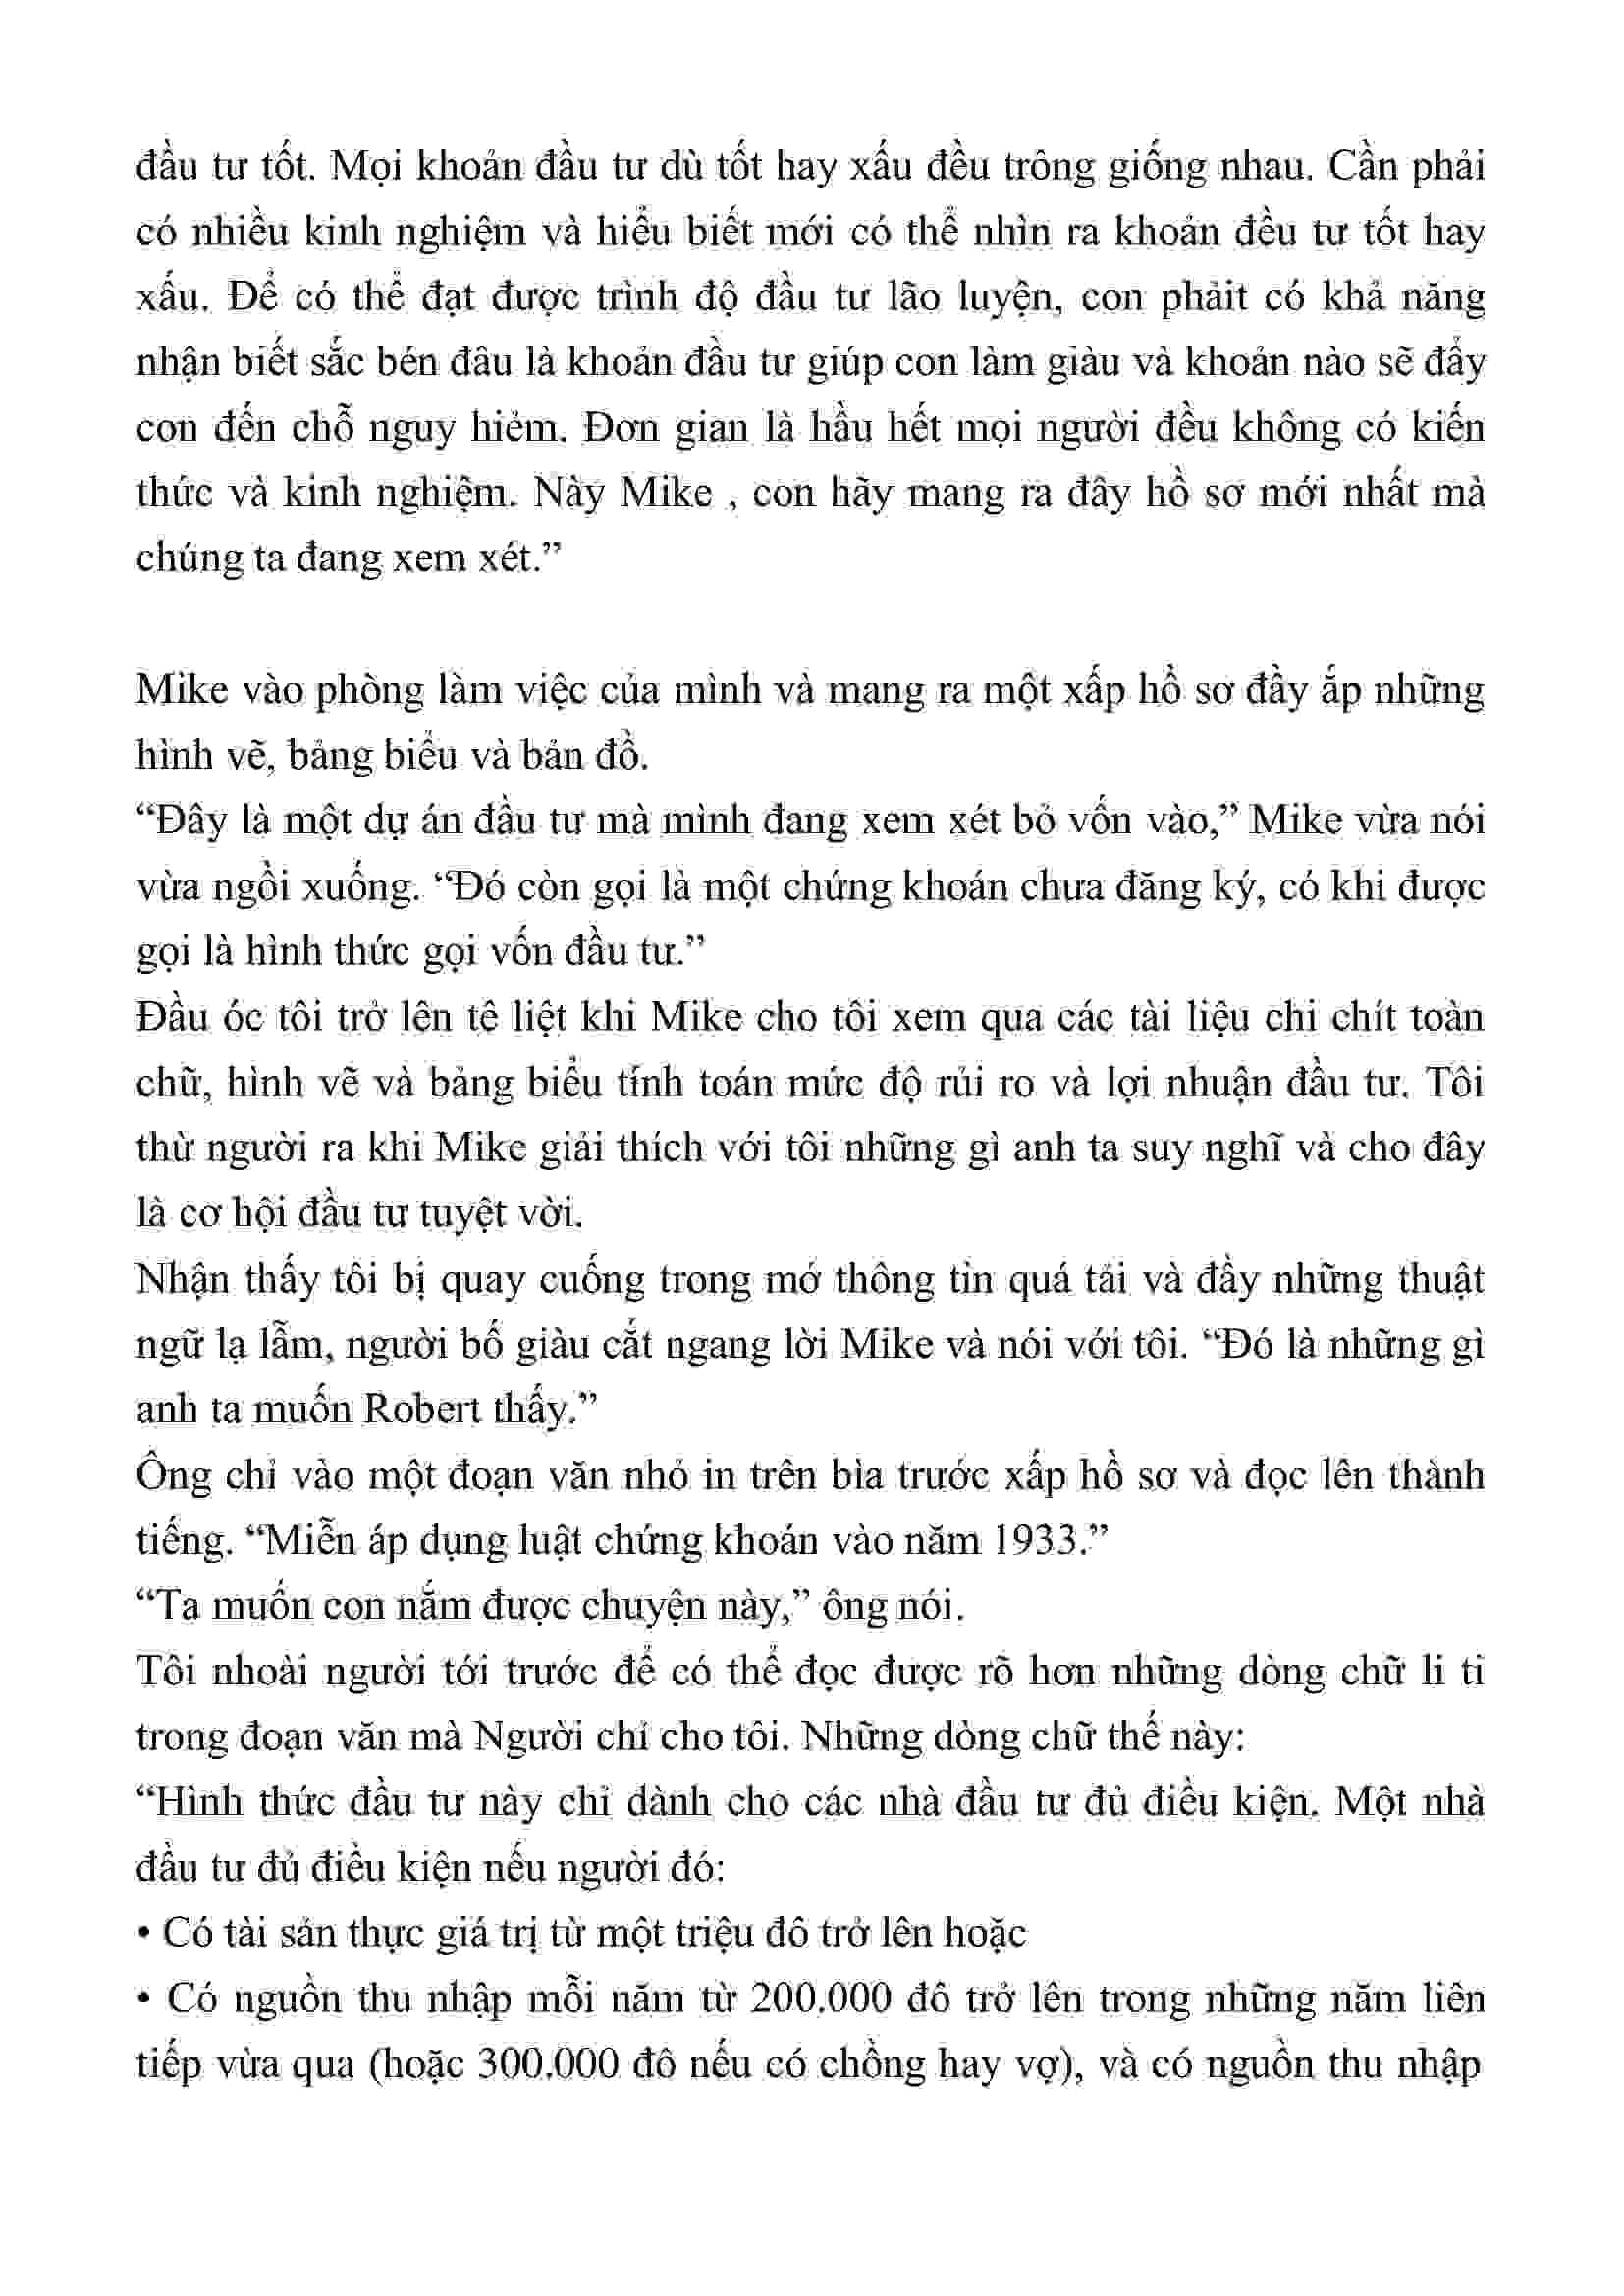 đầu tư tốt. Mọi khoản đầu tư dù tốt hay xấu đều trông giống nhau. Cần phải
có nhiều kinh nghiệm và hiểu biết mới có thể nhìn ra khoản đều tư tốt hay
xấu. Để có thể đạt được trình độ đầu tư lão luyện, con phảit có khả năng
nhận biết sắc bén đâu là khoản đầu tư giúp con làm giàu và khoản nào sẽ đẩy
con đến chỗ nguy hiẻm. Đơn gian là hầu hết mọi người đều không có kiến
thức và kinh nghiệm. Này Mike , con hãy mang ra đây hồ sơ mới nhất mà
chúng ta đang xem xét.”
Mike vào phòng làm việc của mình và mang ra một xấp hồ sơ đầy ắp những
hình vẽ, bảng biểu và bản đồ.
“Đây là một dự án đầu tư mà mình đang xem xét bỏ vốn vào,” Mike vừa nói
vừa ngồi xuống. “Đó còn gọi là một chứng khoán chưa đăng ký, có khi được
gọi là hình thức gọi vốn đầu tư.”
Đầu óc tôi trở lên tê liệt khi Mike cho tôi xem qua các tài liệu chi chít toàn
chữ, hình vẽ và bảng biểu tính toán mức độ rủi ro và lợi nhuận đầu tư. Tôi
thừ người ra khi Mike giải thích với tôi những gì anh ta suy nghĩ và cho đây
là cơ hội đầu tư tuyệt vời.
Nhận thấy tôi bị quay cuống trong mớ thông tin quá tải và đầy những thuật
ngữ lạ lẫm, người bố giàu cắt ngang lời Mike và nói với tôi. “Đó là những gì
anh ta muốn Robert thấy.”
Ông chỉ vào một đoạn văn nhỏ in trên bìa trước xấp hồ sơ và đọc lên thành
tiếng. “Miễn áp dụng luật chứng khoán vào năm 1933.”
“Ta muốn con nắm được chuyện này,” ông nói.
Tôi nhoài người tới trước để có thể đọc được rõ hơn những dòng chữ li ti
trong đoạn văn mà Người chỉ cho tôi. Những dòng chữ thế này:
“Hình thức đầu tư này chỉ dành cho các nhà đầu tư đủ điều kiện. Một nhà
đầu tư đủ điều kiện nếu người đó:
• Có tài sản thực giá trị từ một triệu đô trở lên hoặc
• Có nguồn thu nhập mỗi năm từ 200.000 đô trở lên trong những năm liên
tiếp vừa qua (hoặc 300.000 đô nếu có chồng hay vợ), và có nguồn thu nhập